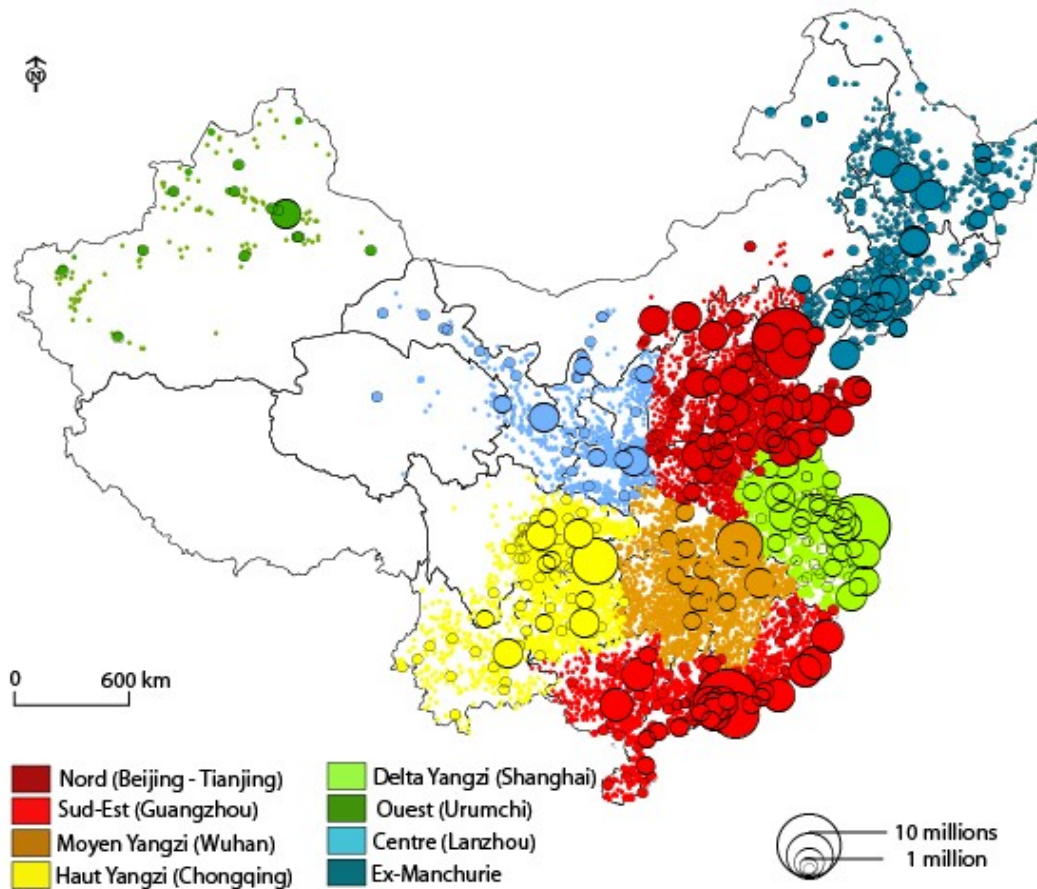 N
0 600 km
Nord (Beijing - Tianjing)
Sud-Est (Guangzhou)
Moyen Yangzi (Wuhan)
Haut Yangzi (Chongqing)
Delta Yangzi (Shanghai)
Ouest (Urumchi)
Centre (Lanzhou)
Ex-Manchurie
10 millions
1 million